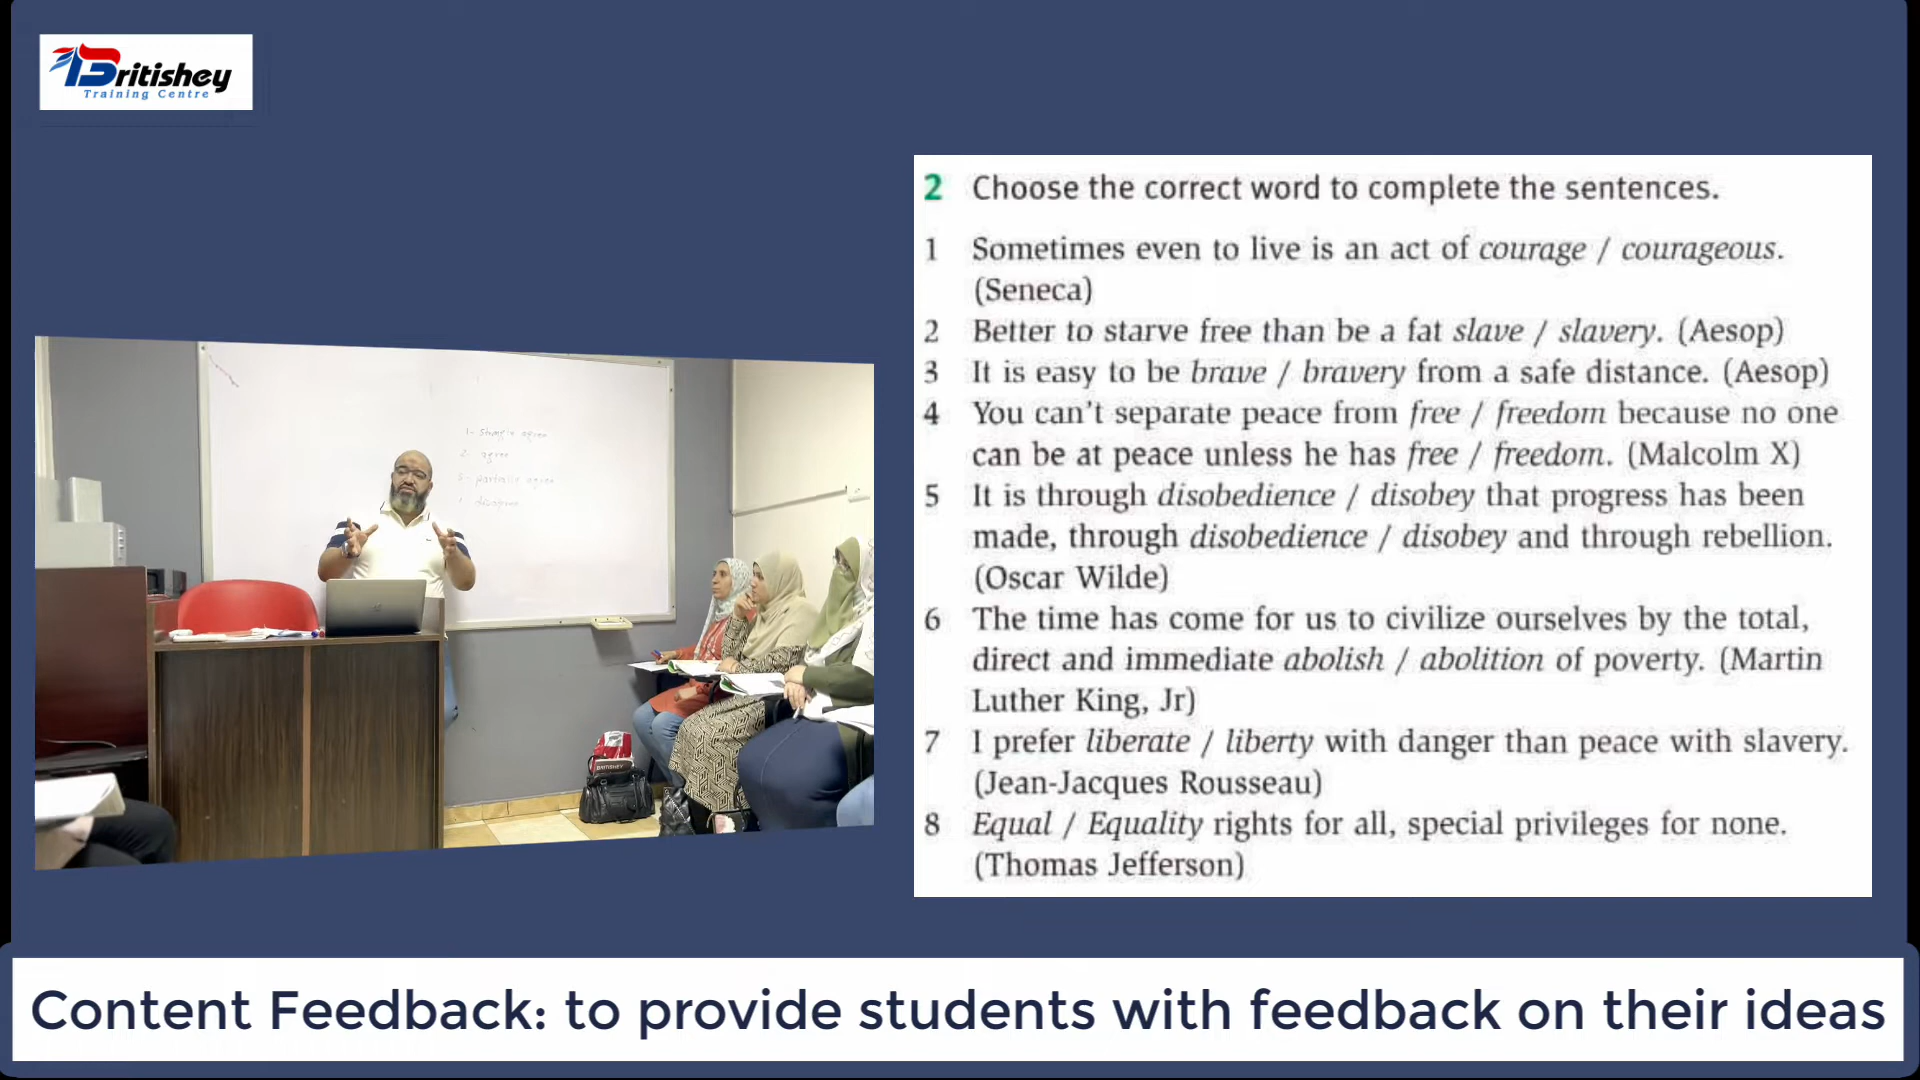 Britishey
Training Centre
1- Strongly agree
2- agree
2 Choose the correct word to complete the sentences.
1 Sometimes even to live is an act of courage / courageous.
(Seneca)
2 Better to starve free than be a fat slave / slavery. (Aesop)
3 It is easy to be brave / bravery from a safe distance. (Aesop)
4 You can't separate peace from free / freedom because no one
can be at peace unless he has free / freedom. (Malcolm X)
5 It is through disobedience / disobey that progress has been
made, through disobedience / disobey and through rebellion.
(Oscar Wilde)
6 The time has come for us to civilize ourselves by the total,
direct and immediate abolish / abolition of poverty. (Martin
Luther King, Jr)
7 I prefer liberate / liberty with danger than peace with slavery.
(Jean-Jacques Rousseau)
8 Equal / Equality rights for all, special privileges for none.
(Thomas Jefferson)
Content Feedback: to provide students with feedback on their ideas